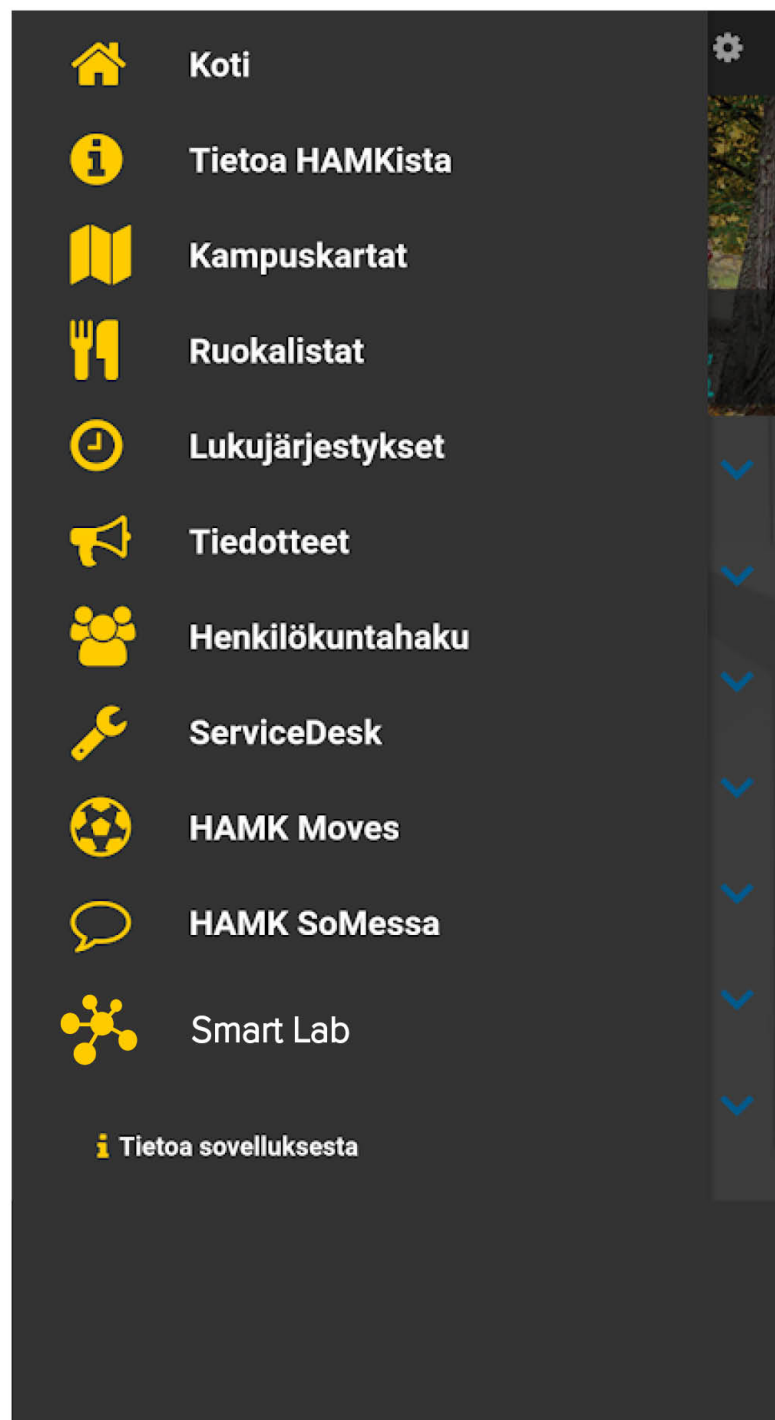 Koti
Tietoa HAMKista
Kampuskartat
Ruokalistat
Lukujärjestykset
Tiedotteet
Henkilökuntahaku
ServiceDesk
HAMK Moves
HAMK SoMessa
Smart Lab
Tietoa sovelluksesta